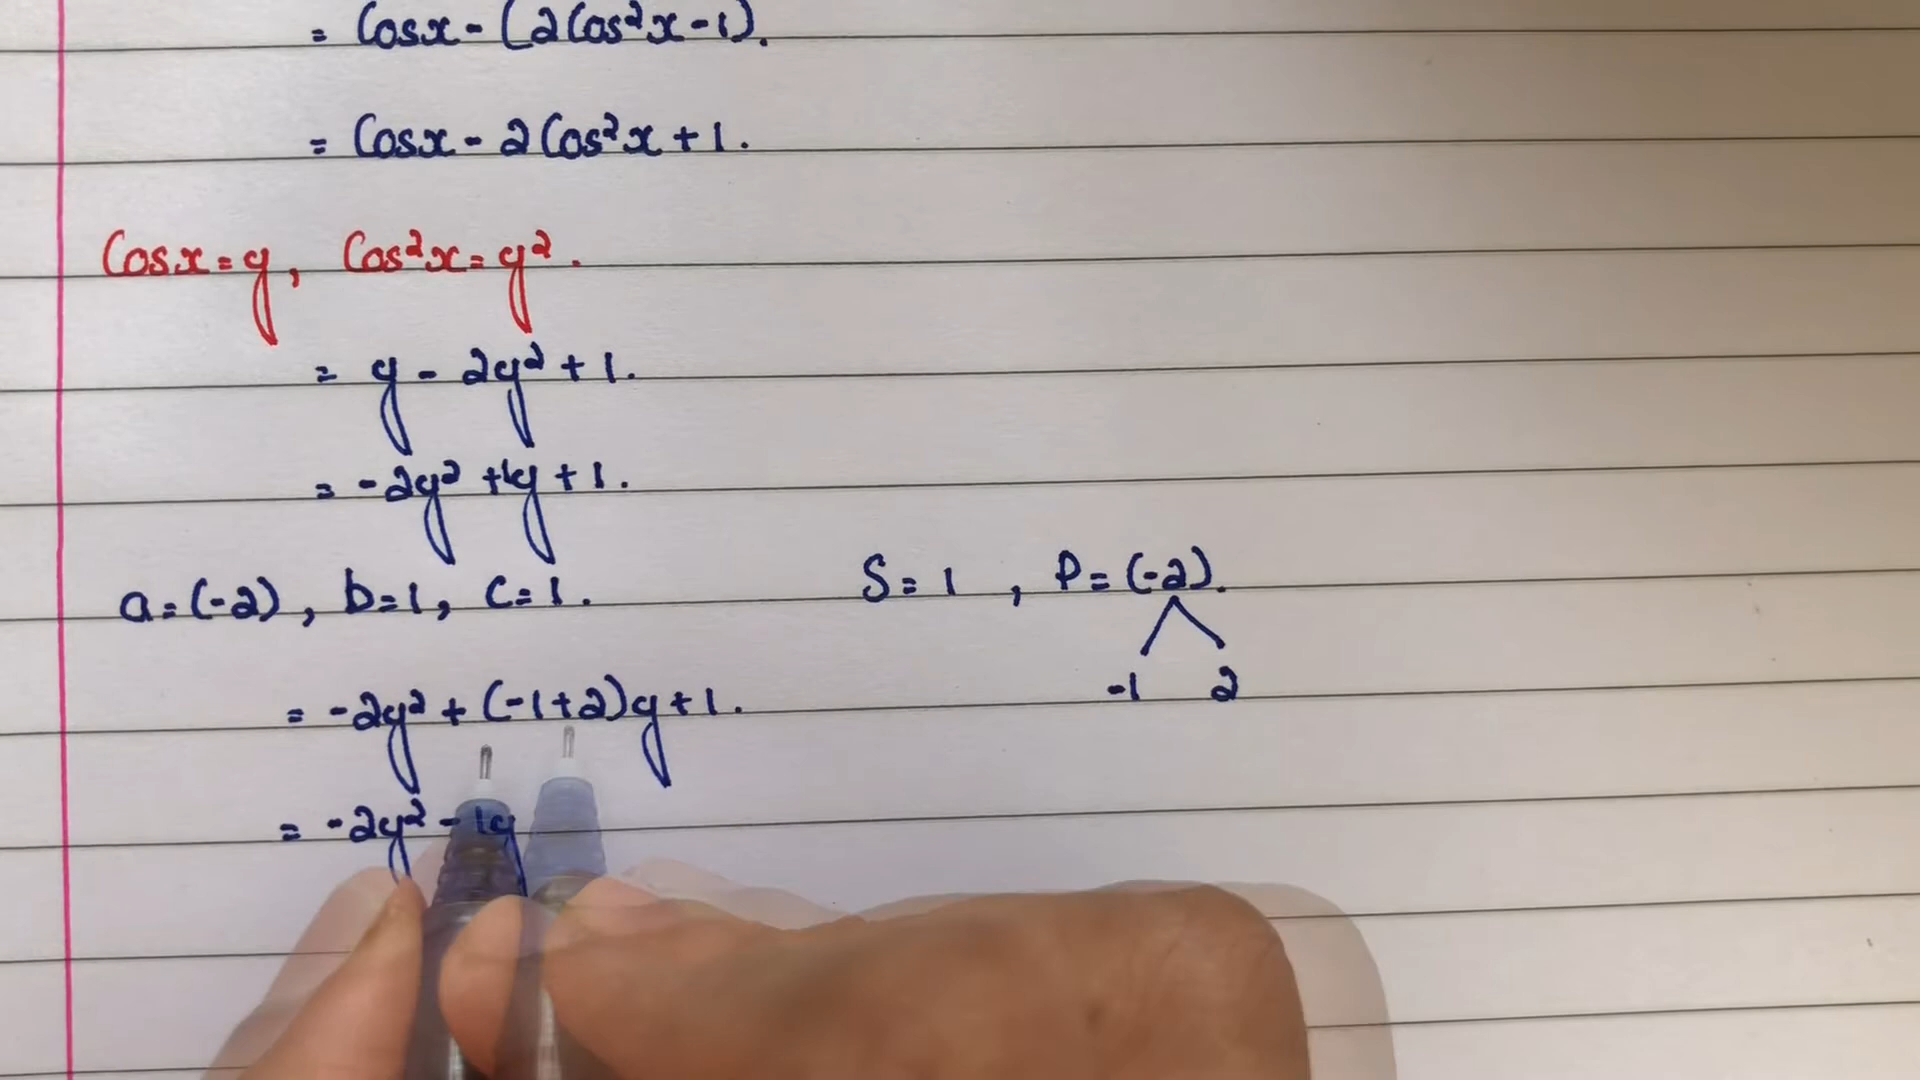 = Cosx - (2Cos²x-1).
= Cosx - 2Cos²x + 1.
Cosx = y, Cos²x = y².
= y - 2y² + 1.
= -2y² + 1y + 1.
a = (-2), b = 1, c = 1.
S = 1 , P = (-2).
-1 2
= -2y² + (-1+2)y + 1.
= -2y² - 1y